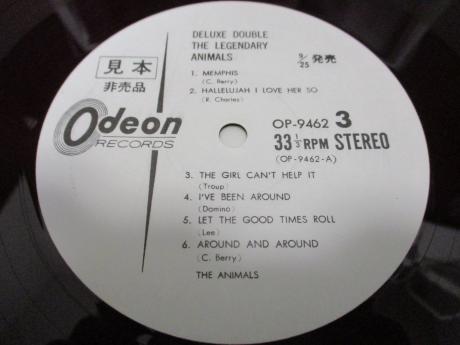 DELUXE DOUBLE
THE LEGENDARY
ANIMALS
9/25 発売
見本
非売品
1. MEMPHIS
(C. Berry)
2. HALLELUJAH I LOVE HER SO
(R. Charles)
Odeon
RECORDS
OP-9462 3
33 1/3 RPM STEREO
(OP-9462-A)
3. THE GIRL CAN'T HELP IT
(Troup)
4. I'VE BEEN AROUND
(Domino)
5. LET THE GOOD TIMES ROLL
(Lee)
6. AROUND AND AROUND
(C. Berry)
THE ANIMALS